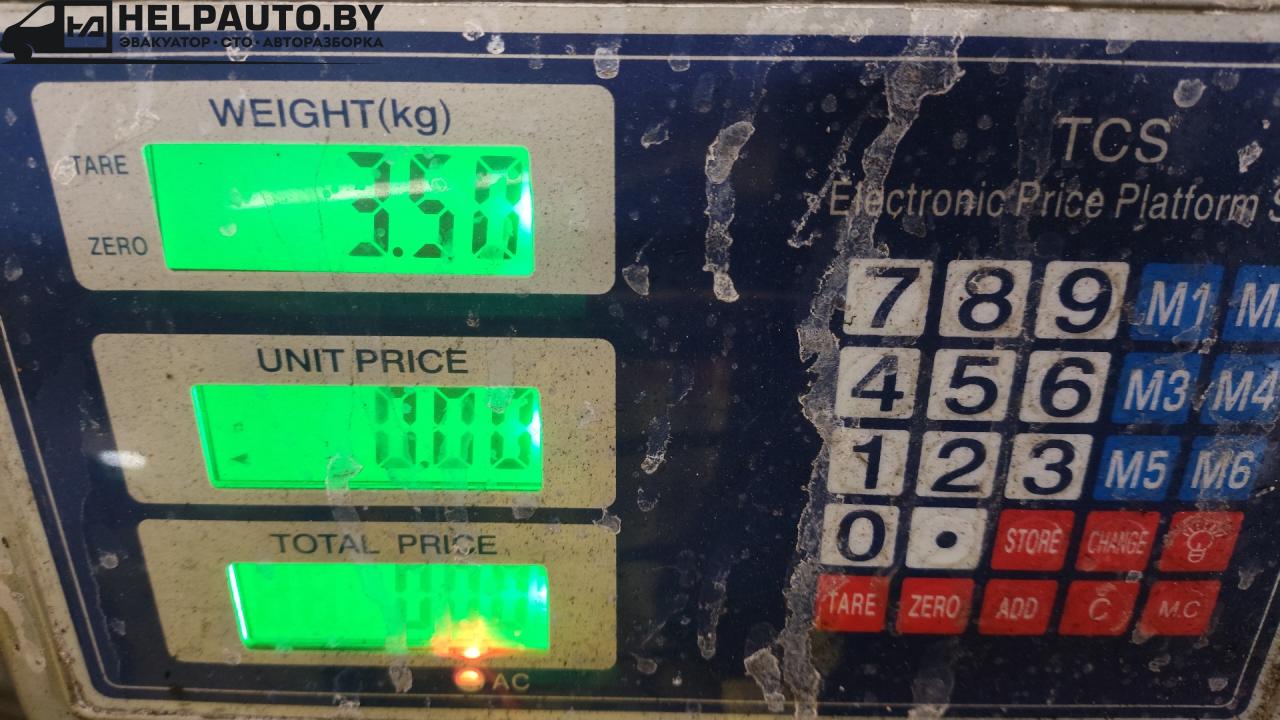 HELPAUTO.BY
ЭВАКУАТОР • СТО • АВТОРАЗБОРКА
WEIGHT(kg)
TARE
ZERO
UNIT PRICE
0.00
TOTAL PRICE
AC
TCS
Electronic Price Platform
7 8 9 M1
4 5 6 M3 M4
1 2 3 M5 M6
0 . STORE CHANGE
TARE ZERO ADD C M.C